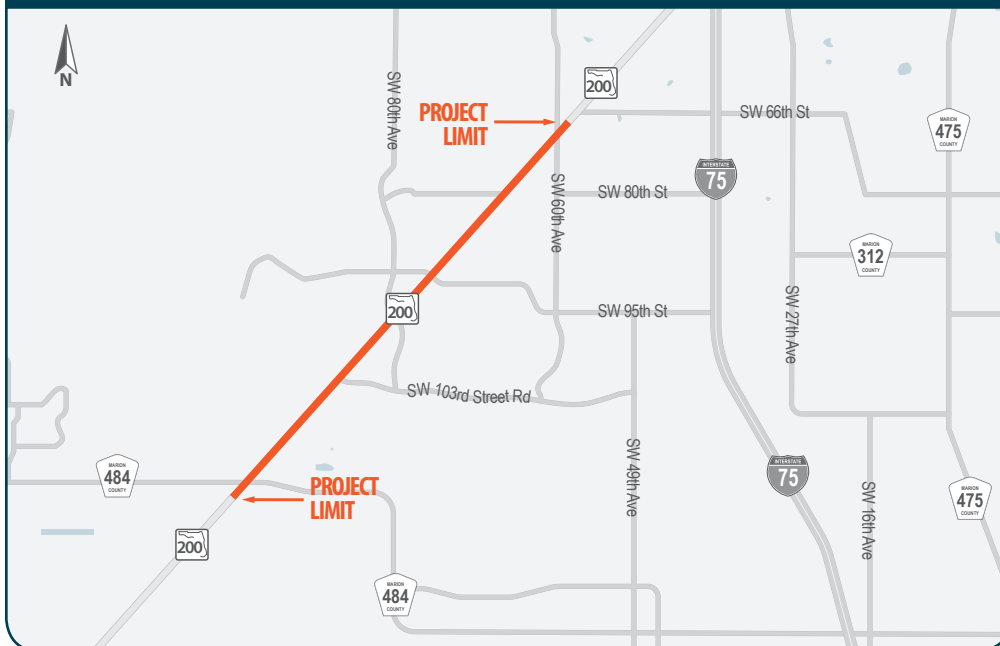 N
SW 80th Ave
200
PROJECT
LIMIT
SW 66th St
MARION
475
COUNTY
INTERSTATE
75
SW 80th St
SW 60th Ave
MARION
312
COUNTY
200
SW 95th St
SW 27th Ave
SW 103rd Street Rd
MARION
484
COUNTY
PROJECT
LIMIT
SW 49th Ave
INTERSTATE
75
SW 16th Ave
MARION
475
COUNTY
200
MARION
484
COUNTY